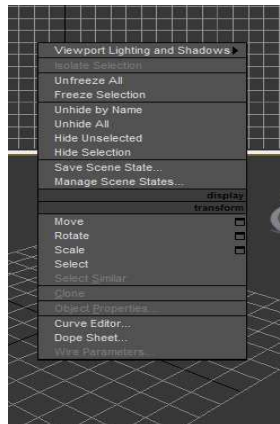 Viewport Lighting and Shadows
Isolate Selection
Unfreeze All
Freeze Selection
Unhide by Name
Unhide All
Hide Unselected
Hide Selection
Save Scene State...
Manage Scene States...
display
transform
Move
Rotate
Scale
Select
Select Similar
Clone
Object Properties...
Curve Editor...
Dope Sheet...
Wire Parameters...